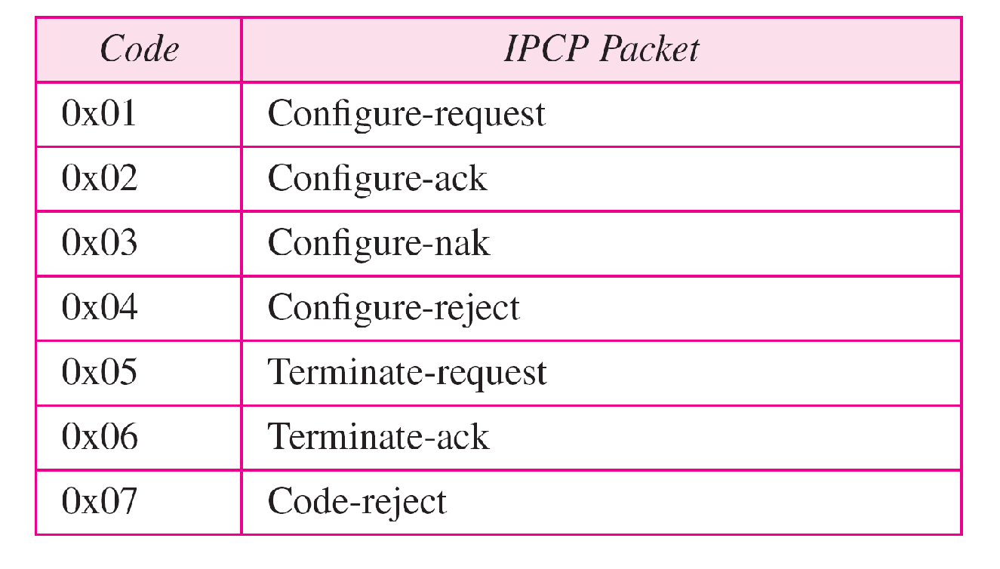 Code IPCP Packet
0x01 Configure-request
0x02 Configure-ack
0x03 Configure-nak
0x04 Configure-reject
0x05 Terminate-request
0x06 Terminate-ack
0x07 Code-reject